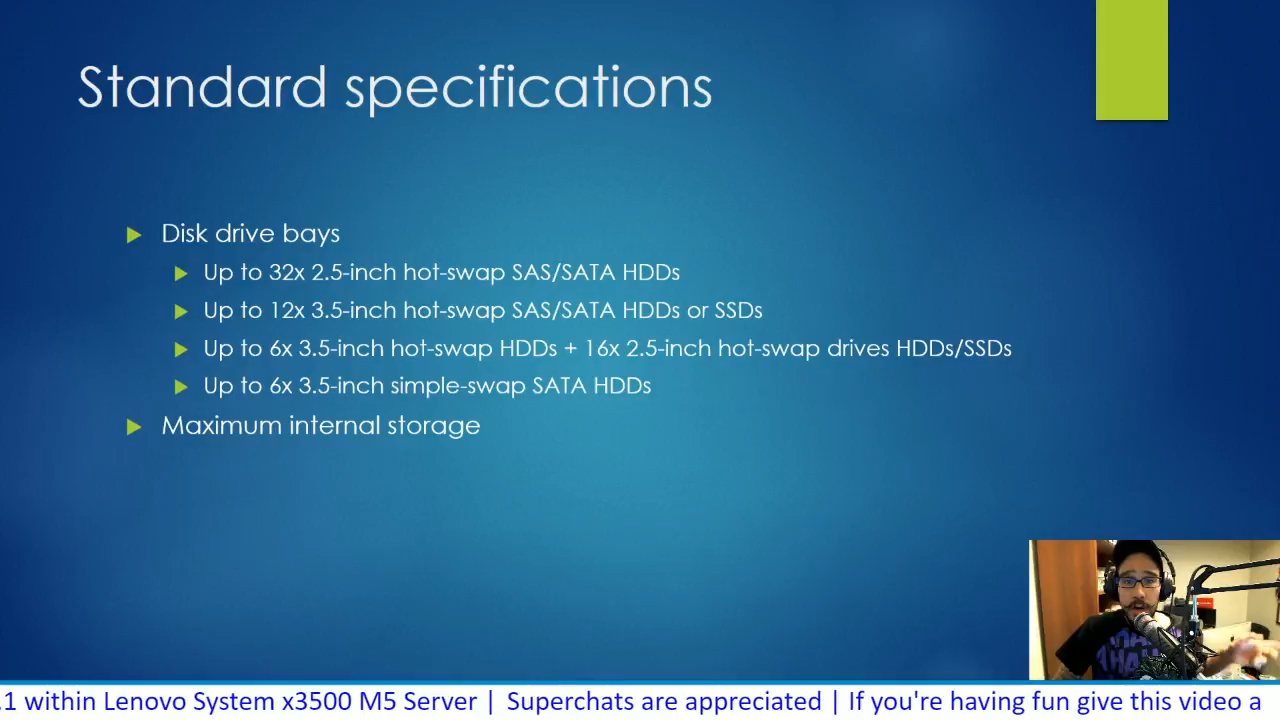 Standard specifications
Disk drive bays
Up to 32x 2.5-inch hot-swap SAS/SATA HDDs
Up to 12x 3.5-inch hot-swap SAS/SATA HDDs or SSDs
Up to 6x 3.5-inch hot-swap HDDs + 16x 2.5-inch hot-swap drives HDDs/SSDs
Up to 6x 3.5-inch simple-swap SATA HDDs
Maximum internal storage
.1 within Lenovo System x3500 M5 Server | Superchats are appreciated | If you're having fun give this video a